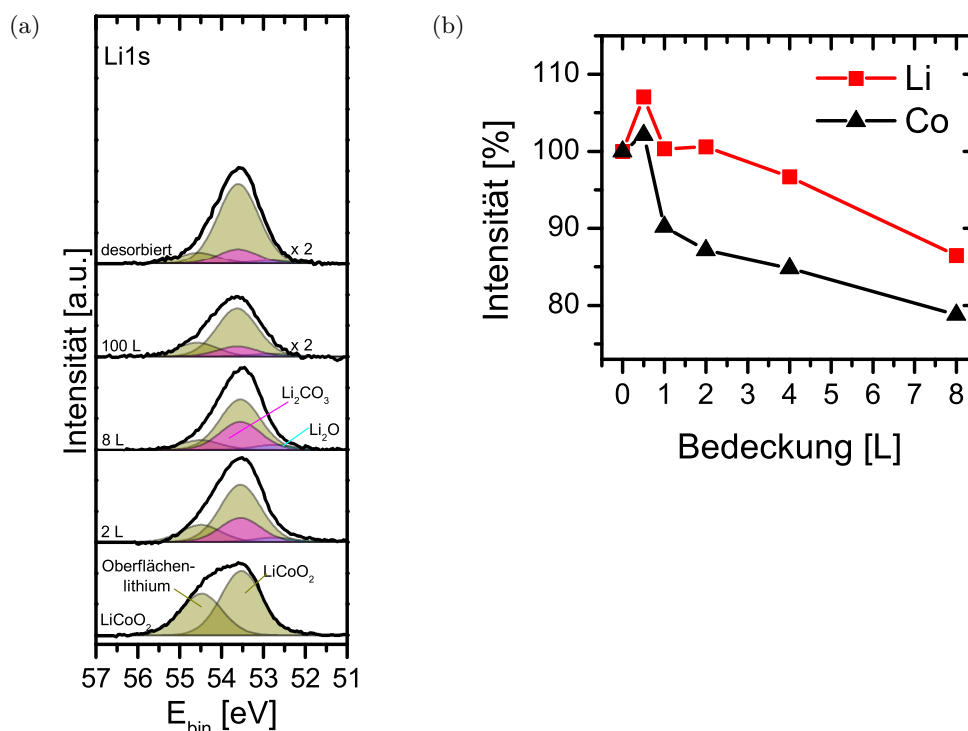 (a)
Li1s
desorbiert
x 2
100 L
x 2
8 L
Li₂CO₃
Li₂O
2 L
Oberflächen-
lithium
LiCoO₂
LiCoO₂
57 56 55 54 53 52 51
E_bin [eV]
Intensität [a.u.]
(b)
Li
Co
110
100
90
80
0 1 2 3 4 5 6 7 8
Bedeckung [L]
Intensität [%]